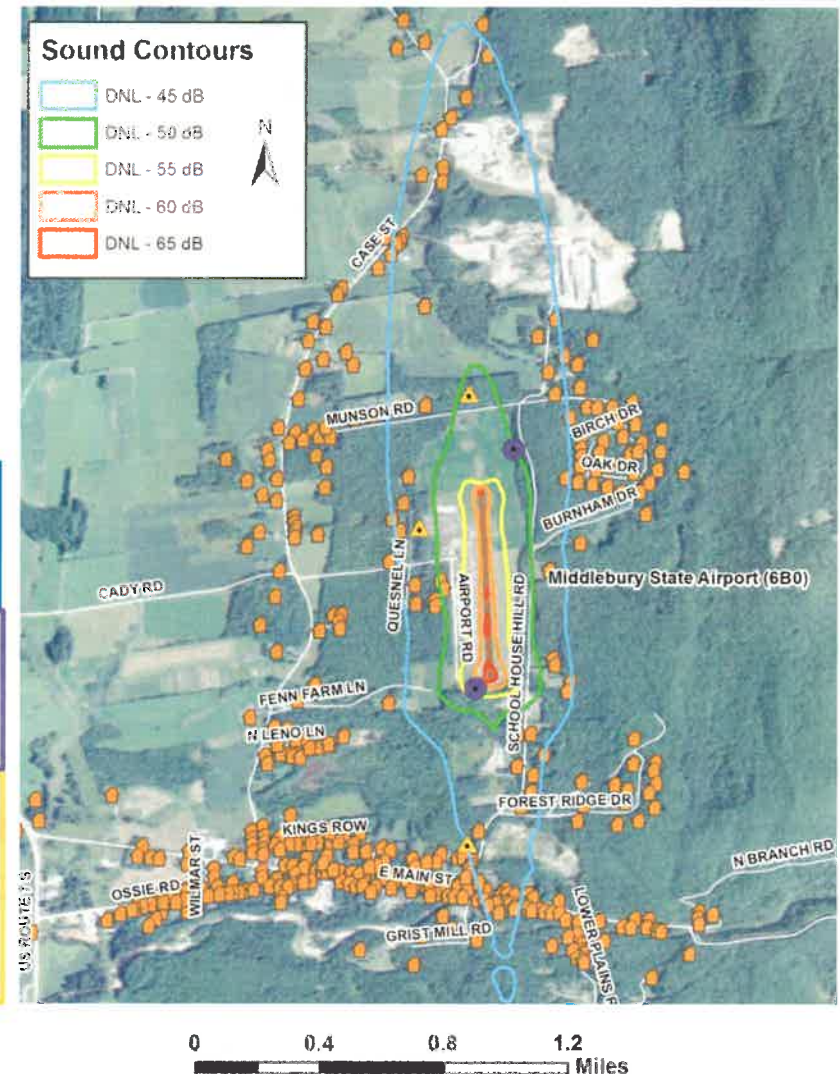 Sound Contours
DNL - 45 dB
DNL - 50 dB
DNL - 55 dB
DNL - 60 dB
DNL - 65 dB
N
CASE ST
MUNSON RD
BIRCH DR
OAK DR
BURNHAM DR
QUESNEL LN
CADY RD
AIRPORT RD
SCHOOL HOUSE HILL RD
Middlebury State Airport (6B0)
FENN FARM LN
N LENO LN
FOREST RIDGE DR
KINGS ROW
WILMAR ST
OSSIE RD
E MAIN ST
N BRANCH RD
US ROUTE 7 S
GRIST MILL RD
LOWER PLAINS R
0 0.4 0.8 1.2
Miles